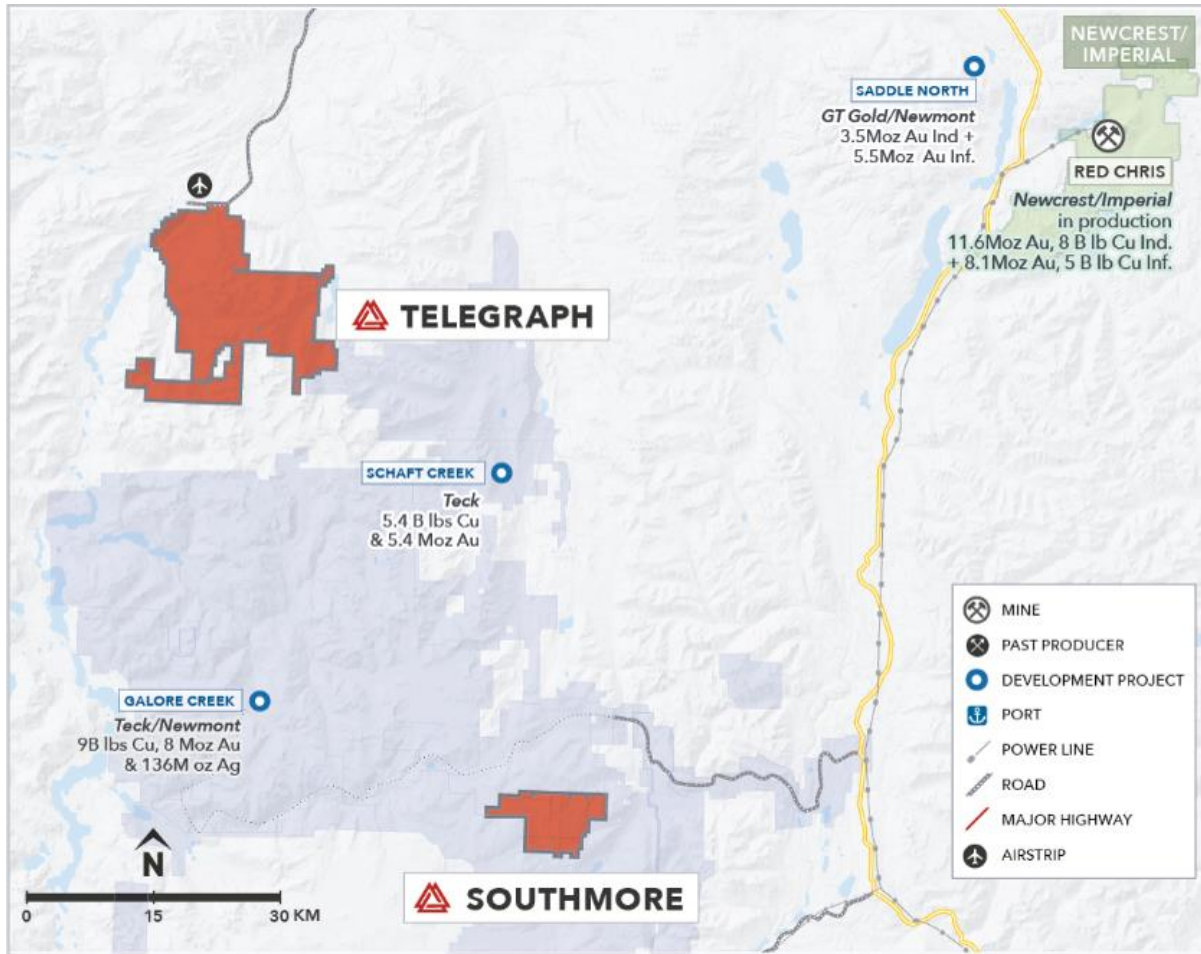 NEWCREST/
IMPERIAL
SADDLE NORTH
GT Gold/Newmont
3.5Moz Au Ind +
5.5Moz Au Inf.
RED CHRIS
Newcrest/Imperial
in production
11.6Moz Au, 8 B lb Cu Ind.
+ 8.1Moz Au, 5 B lb Cu Inf.
TELEGRAPH
SCHAFT CREEK
Teck
5.4 B lbs Cu
& 5.4 Moz Au
GALORE CREEK
Teck/Newmont
9B lbs Cu, 8 Moz Au
& 136M oz Ag
N
0 15 30 KM
SOUTHMORE
MINE
PAST PRODUCER
DEVELOPMENT PROJECT
PORT
POWER LINE
ROAD
MAJOR HIGHWAY
AIRSTRIP